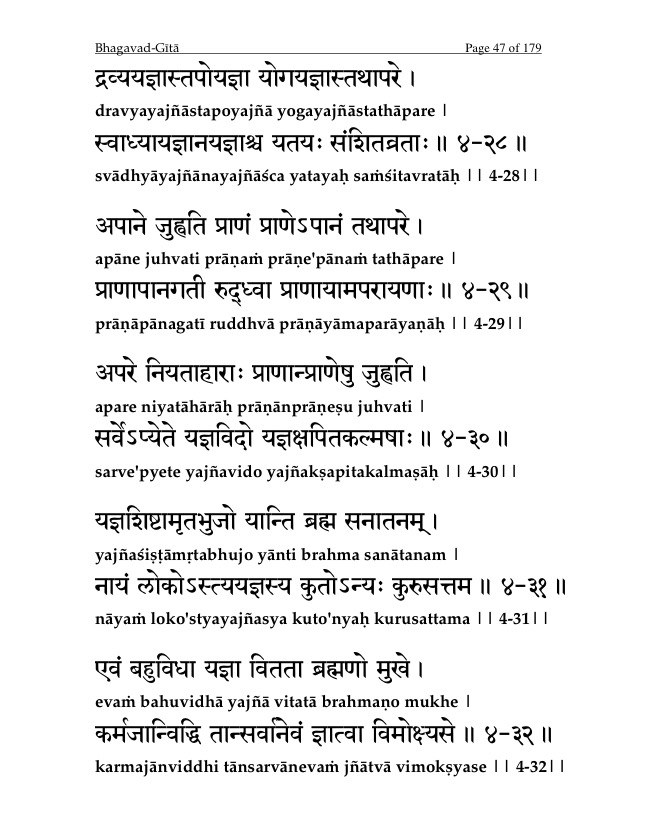 Bhagavad-Gītā Page 47 of 179
द्रव्ययज्ञास्तपोयज्ञा योगयज्ञास्तथापरे ।
dravyayajñāstapoyajñā yogayajñāstathāpare |
स्वाध्यायज्ञानयज्ञाश्च यतयः संशितव्रताः ॥ ४-२८॥
svādhyāyajñānayajñāśca yatayaḥ saṁśitavratāḥ || 4-28||
अपाने जुह्वति प्राणं प्राणेऽपानं तथापरे ।
apāne juhvati prāṇaṁ prāṇe'pānaṁ tathāpare |
प्राणापानगती रुद्ध्वा प्राणायामपरायणाः ॥ ४-२९॥
prāṇāpānagatī ruddhvā prāṇāyāmaparāyaṇāḥ || 4-29||
अपरे नियताहाराः प्राणान्प्राणेषु जुह्वति ।
apare niyatāhārāḥ prāṇānprāṇeṣu juhvati |
सर्वेऽप्येते यज्ञविदो यज्ञक्षपितकल्मषाः ॥ ४-३०॥
sarve'pyete yajñavido yajñakṣapitakalmaṣāḥ || 4-30||
यज्ञशिष्टामृतभुजो यान्ति ब्रह्म सनातनम् ।
yajñaśiṣṭāmṛtabhujo yānti brahma sanātanam |
नायं लोकोऽस्त्ययज्ञस्य कुतोऽन्यः कुरुसत्तम ॥ ४-३१॥
nāyaṁ loko'styayajñasya kuto'nyaḥ kurusattama || 4-31||
एवं बहुविधा यज्ञा वितता ब्रह्मणो मुखे ।
evaṁ bahuvidhā yajñā vitatā brahmaṇo mukhe |
कर्मजान्विद्धि तान्सर्वानेवं ज्ञात्वा विमोक्ष्यसे ॥ ४-३२॥
karmajānviddhi tānsarvānevaṁ jñātvā vimokṣyase || 4-32||